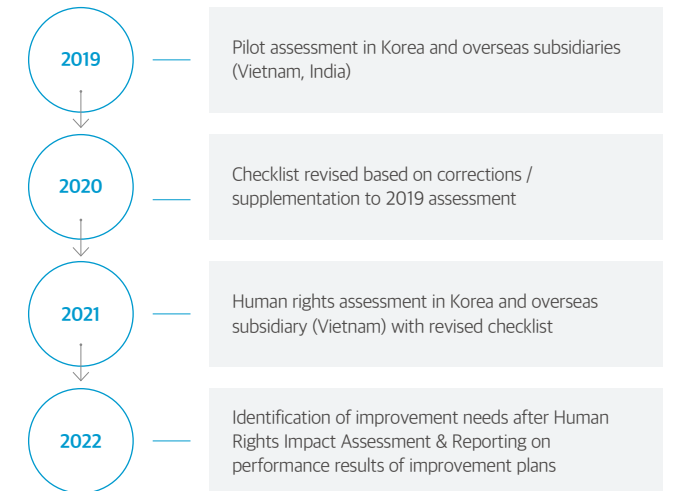 2019
Pilot assessment in Korea and overseas subsidiaries
(Vietnam, India)
2020
Checklist revised based on corrections /
supplementation to 2019 assessment
2021
Human rights assessment in Korea and overseas
subsidiary (Vietnam) with revised checklist
2022
Identification of improvement needs after Human
Rights Impact Assessment & Reporting on
performance results of improvement plans